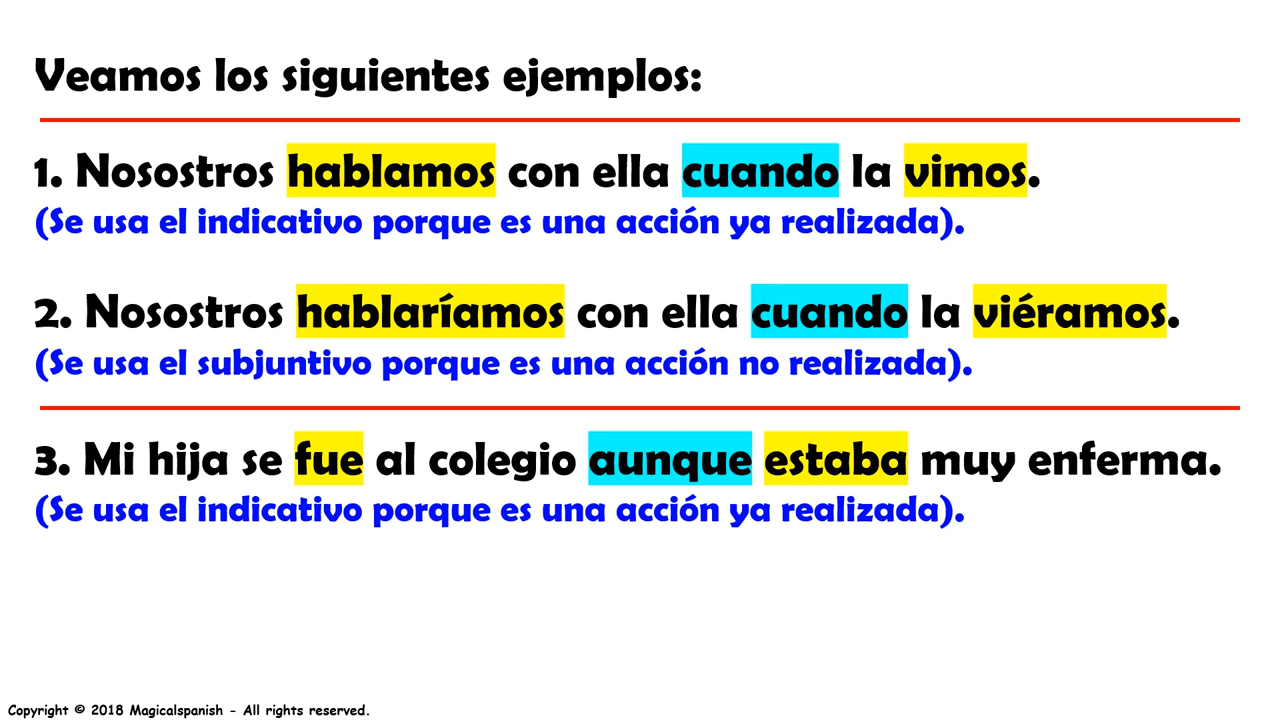 Veamos los siguientes ejemplos:
1. Nosostros hablamos con ella cuando la vimos.
(Se usa el indicativo porque es una acción ya realizada).
2. Nosostros hablaríamos con ella cuando la viéramos.
(Se usa el subjuntivo porque es una acción no realizada).
3. Mi hija se fue al colegio aunque estaba muy enferma.
(Se usa el indicativo porque es una acción ya realizada).
Copyright © 2018 Magicalspanish - All rights reserved.